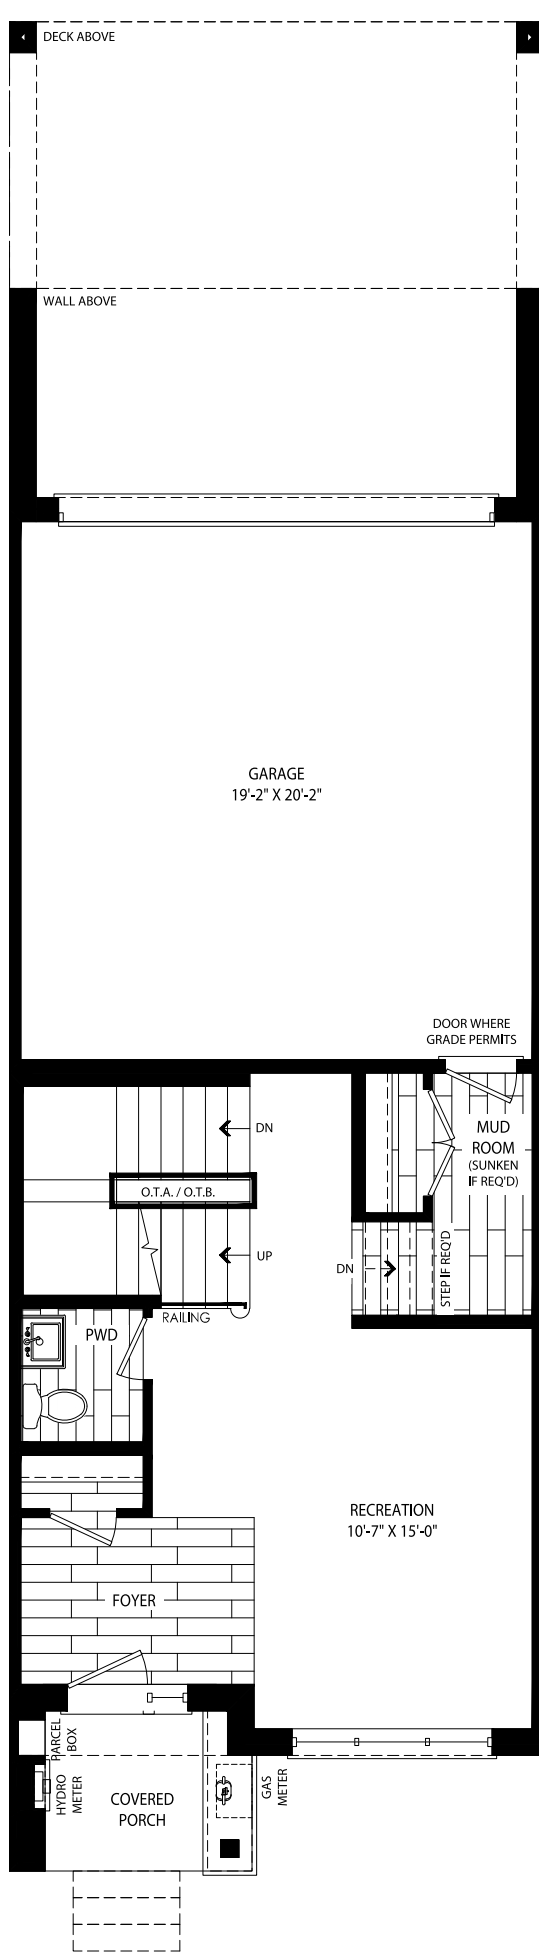 DECK ABOVE
WALL ABOVE
GARAGE
19'-2" X 20'-2"
DOOR WHERE
GRADE PERMITS
DN
MUD
ROOM
(SUNKEN
IF REQ'D)
O.T.A. / O.T.B.
UP
DN
STEP IF REQ'D
RAILING
PWD
RECREATION
10'-7" X 15'-0"
FOYER
PARCEL
BOX
HYDRO
METER
COVERED
PORCH
GAS
METER